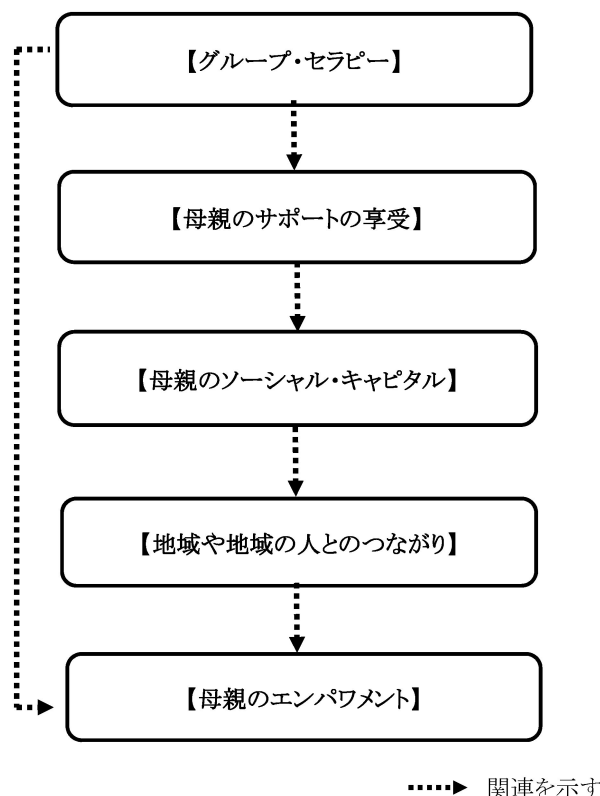 【グループ・セラピー】
【母親のサポートの享受】
【母親のソーシャル・キャピタル】
【地域や地域の人とのつながり】
【母親のエンパワメント】
関連を示す